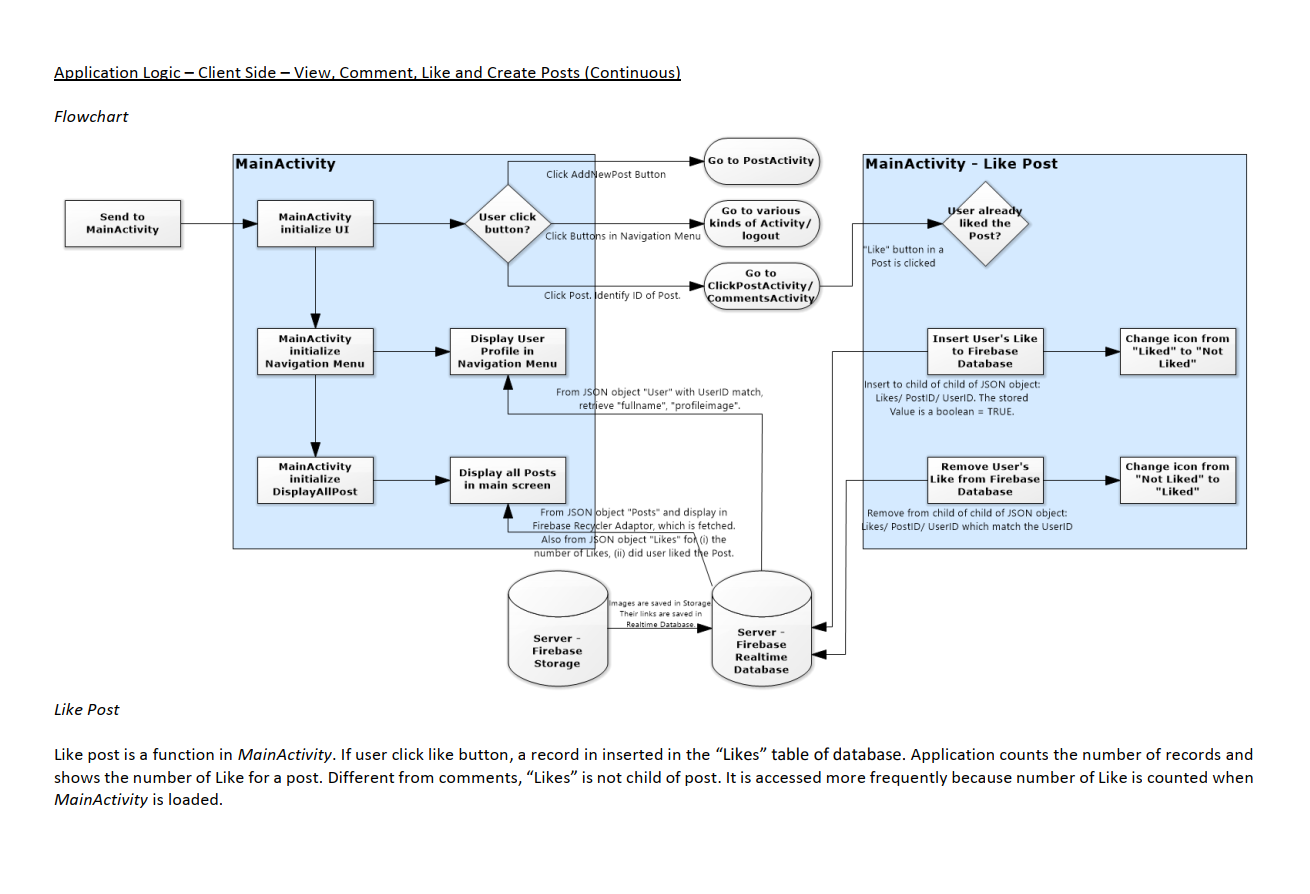 Application Logic – Client Side – View, Comment, Like and Create Posts (Continuous)
Flowchart
MainActivity
Send to
MainActivity
MainActivity
initialize UI
User click
button?
Click AddNewPost Button
Go to PostActivity
Click Buttons in Navigation Menu
Go to various
kinds of Activity/
logout
Click Post. Identify ID of Post.
Go to
ClickPostActivity/
CommentsActivity
MainActivity
initialize
Navigation Menu
Display User
Profile in
Navigation Menu
From JSON object "User" with UserID match,
retrieve "fullname", "profileimage".
MainActivity
initialize
DisplayAllPost
Display all Posts
in main screen
From JSON object "Posts" and display in
Firebase Recycler Adaptor, which is fetched.
Also from JSON object "Likes" for (i) the
number of Likes, (ii) did user liked the Post.
Server -
Firebase
Storage
Images are saved in Storage
Their links are saved in
Realtime Database.
Server -
Firebase
Realtime
Database
MainActivity - Like Post
User already
liked the
Post?
"Like" button in a
Post is clicked
Insert User's Like
to Firebase
Database
Change icon from
"Liked" to "Not
Liked"
Insert to child of child of JSON object:
Likes/ PostID/ UserID. The stored
Value is a boolean = TRUE.
Remove User's
Like from Firebase
Database
Change icon from
"Not Liked" to
"Liked"
Remove from child of child of JSON object:
Likes/ PostID/ UserID which match the UserID
Like Post
Like post is a function in MainActivity. If user click like button, a record in inserted in the “Likes” table of database. Application counts the number of records and
shows the number of Like for a post. Different from comments, “Likes” is not child of post. It is accessed more frequently because number of Like is counted when
MainActivity is loaded.